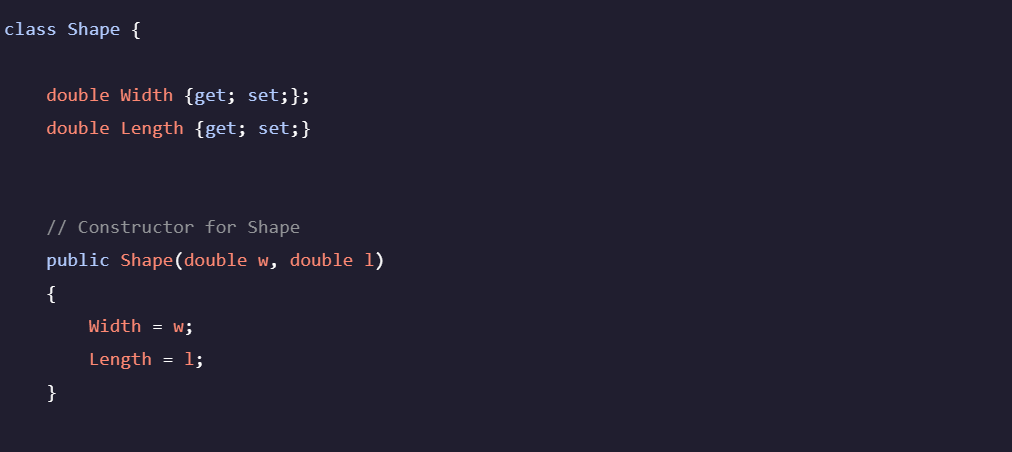 class Shape {
    double Width {get; set;};
    double Length {get; set;}
    // Constructor for Shape
    public Shape(double w, double l)
    {
        Width = w;
        Length = l;
    }